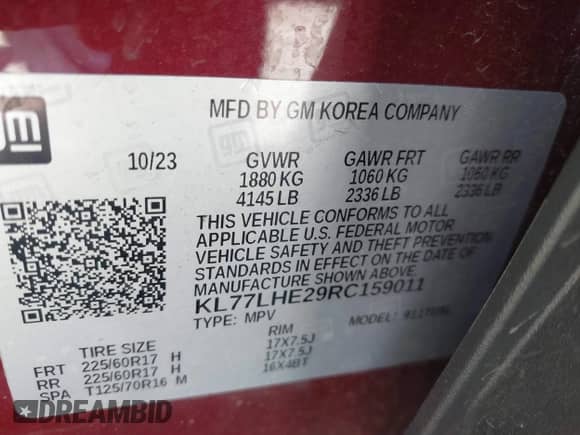 GM
MFD BY GM KOREA COMPANY
10/23 GVWR GAWR FRT GAWR RR
1880 KG 1060 KG 1060 KG
4145 LB 2336 LB 2336 LB
THIS VEHICLE CONFORMS TO ALL
APPLICABLE U.S. FEDERAL MOTOR
VEHICLE SAFETY AND THEFT PREVENTION
STANDARDS IN EFFECT ON THE DATE OF
MANUFACTURE SHOWN ABOVE.
KL77LHE29RC159011
TYPE: MPV MODEL:
TIRE SIZE RIM
FRT 225/60R17 H 17X7.5J
RR 225/60R17 H 17X7.5J
SPA T125/70R16 M 16X4BT
DREAMBID